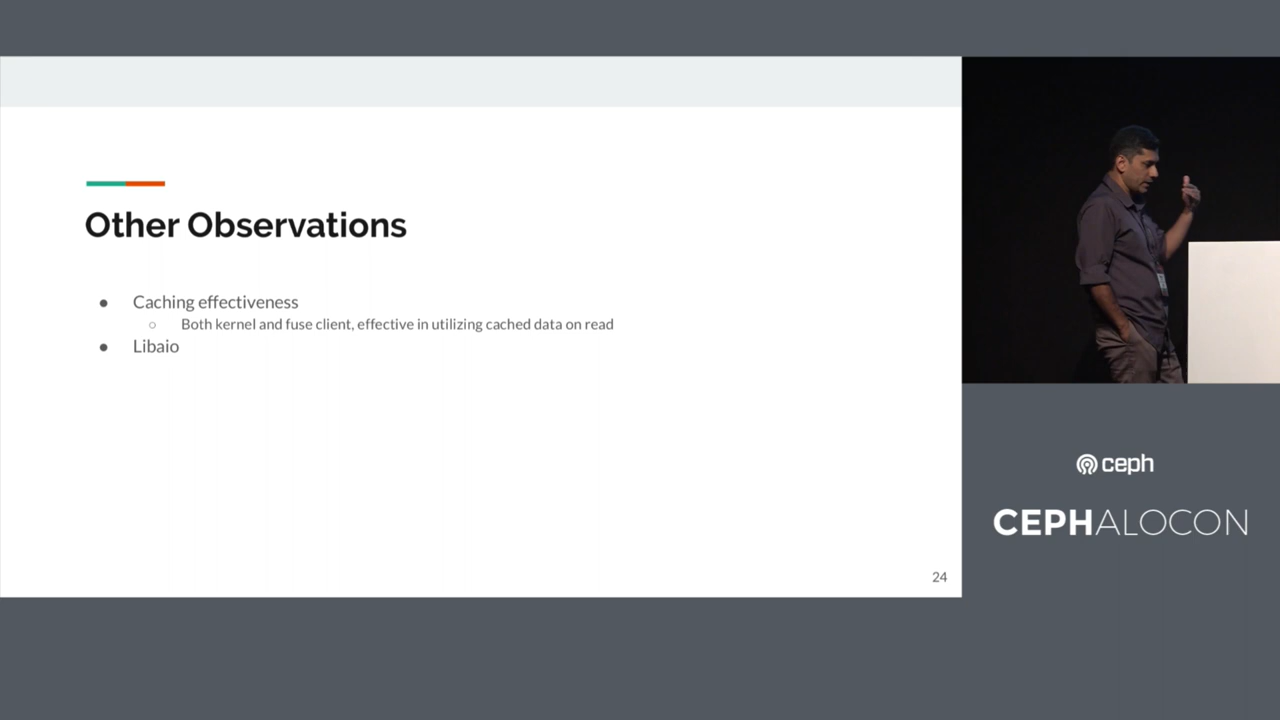 Other Observations
● Caching effectiveness
○ Both kernel and fuse client, effective in utilizing cached data on read
● Libaio
24
ceph
CEPHALOCON